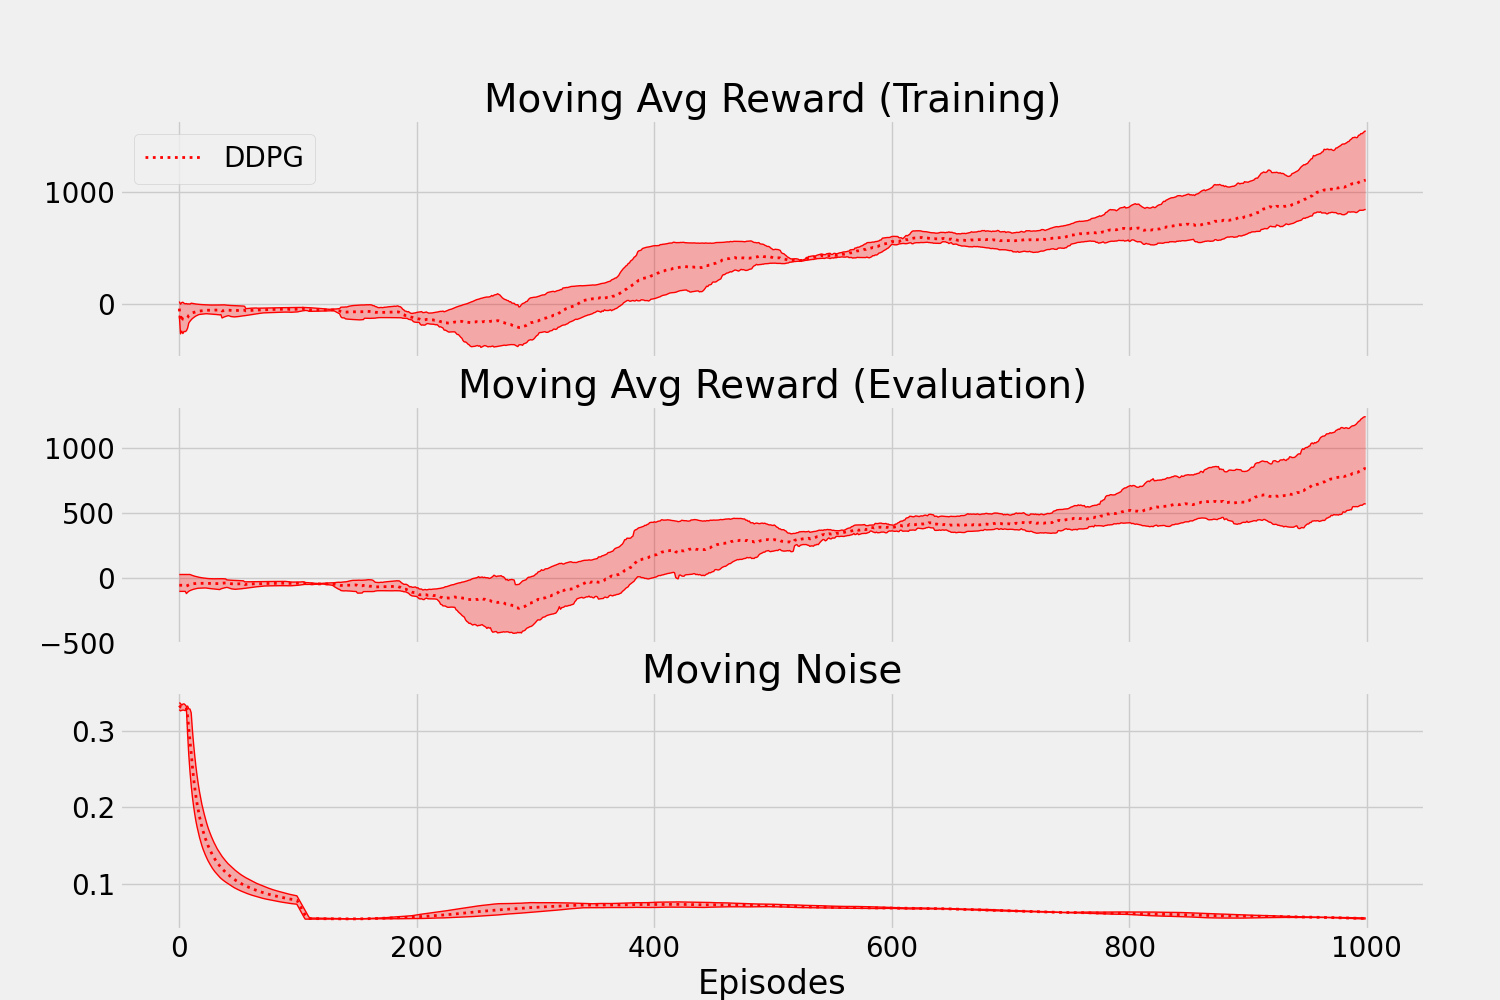 Moving Avg Reward (Training)
DDPG
1000
0
Moving Avg Reward (Evaluation)
1000
500
0
−500
Moving Noise
0.3
0.2
0.1
0 200 400 600 800 1000
Episodes